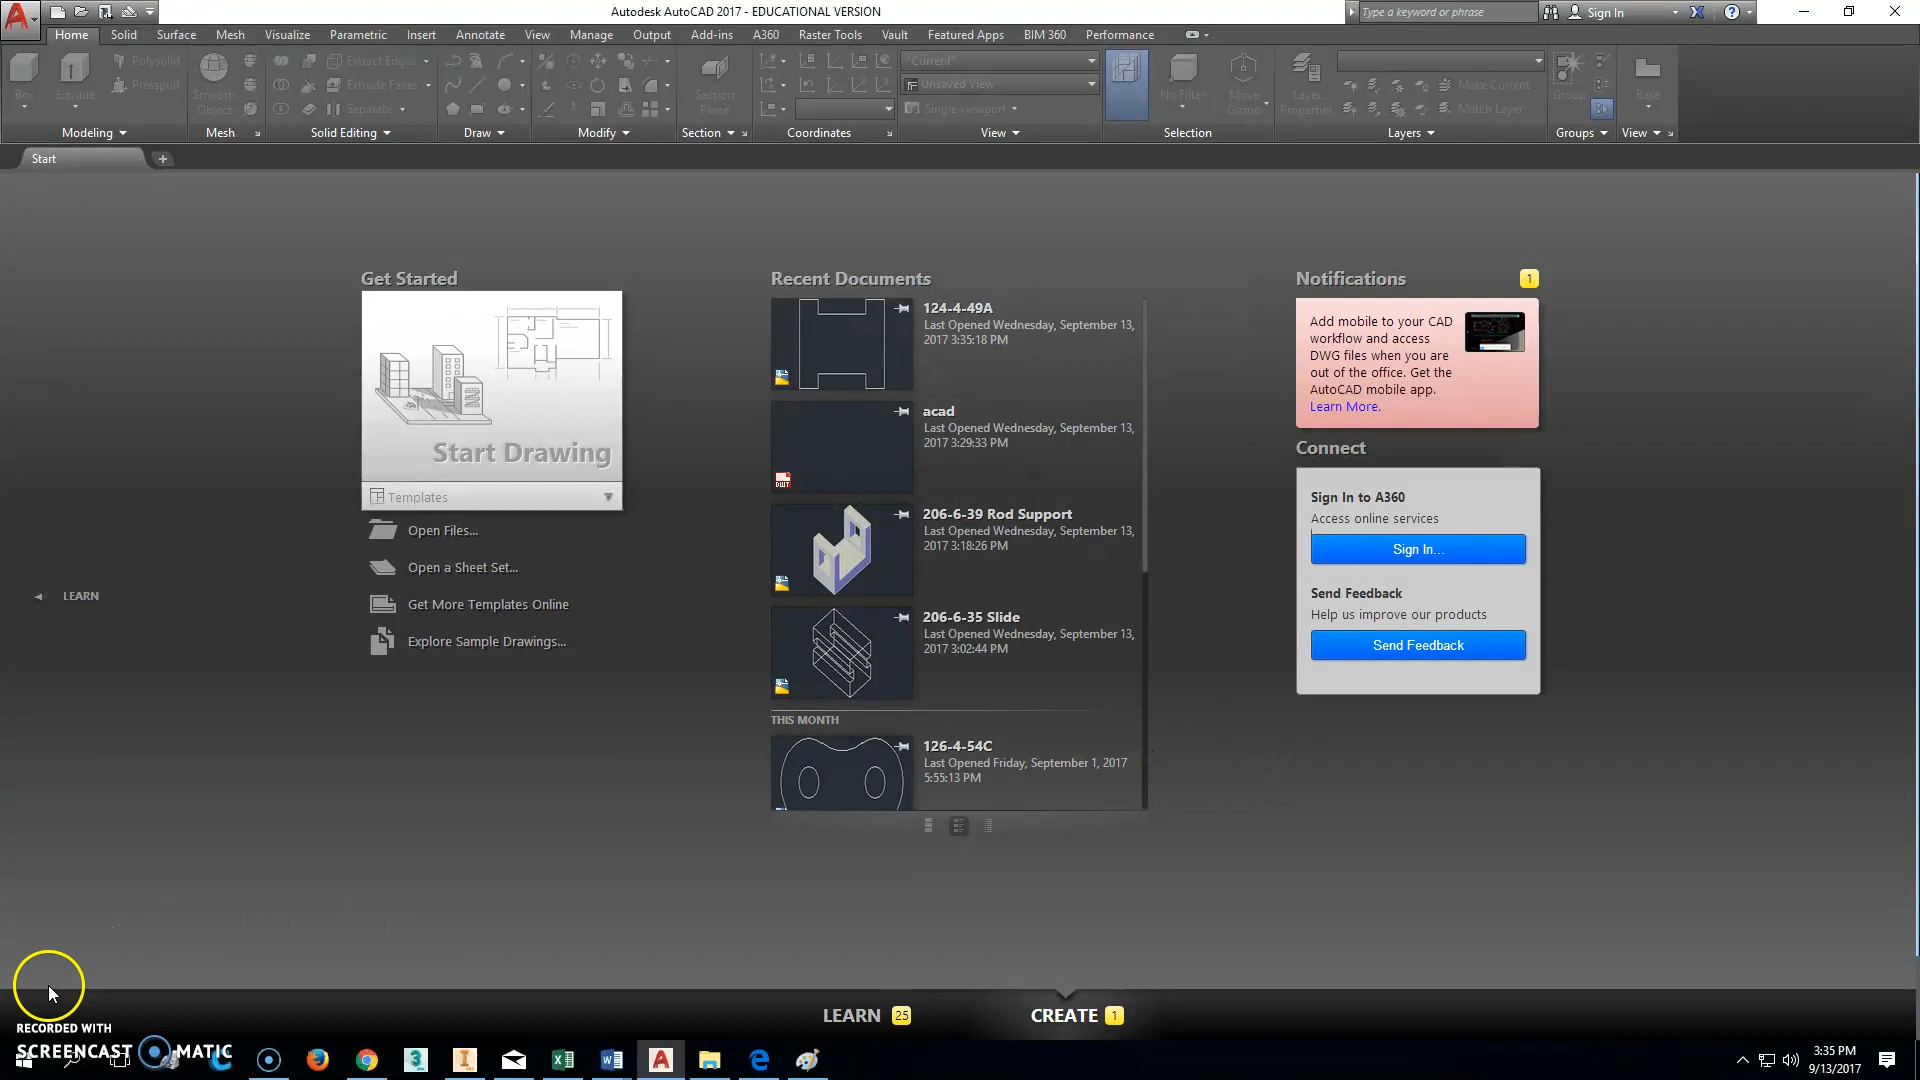 Autodesk AutoCAD 2017 - EDUCATIONAL VERSION
Type a keyword or phrase
Sign In
Home Solid Surface Mesh Visualize Parametric Insert Annotate View Manage Output Add-ins A360 Raster Tools Vault Featured Apps BIM 360 Performance
Box
Extrude
Polysolid
Presspull
Smooth
Object
Extract Edg...
Extrude Faces
Separate
Section
Plane
*Current*
Unsaved View
Single viewport
No Filter
Move
Gizmo
Layer
Properties
Make Current
Match Layer
Group
Base
Modeling Mesh Solid Editing Draw Modify Section Coordinates View Selection Layers Groups View
Start
Get Started
Start Drawing
Templates
Open Files...
Open a Sheet Set...
Get More Templates Online
Explore Sample Drawings...
LEARN
Recent Documents
124-4-49A
Last Opened Wednesday, September 13,
2017 3:35:18 PM
acad
Last Opened Wednesday, September 13,
2017 3:29:33 PM
DWT
206-6-39 Rod Support
Last Opened Wednesday, September 13,
2017 3:18:26 PM
206-6-35 Slide
Last Opened Wednesday, September 13,
2017 3:02:44 PM
THIS MONTH
126-4-54C
Last Opened Friday, September 1, 2017
5:55:13 PM
Notifications 1
Add mobile to your CAD
workflow and access
DWG files when you are
out of the office. Get the
AutoCAD mobile app.
Learn More.
Connect
Sign In to A360
Access online services
Sign In...
Send Feedback
Help us improve our products
Send Feedback
LEARN 25
CREATE 1
RECORDED WITH
SCREENCAST MATIC
3:35 PM
9/13/2017